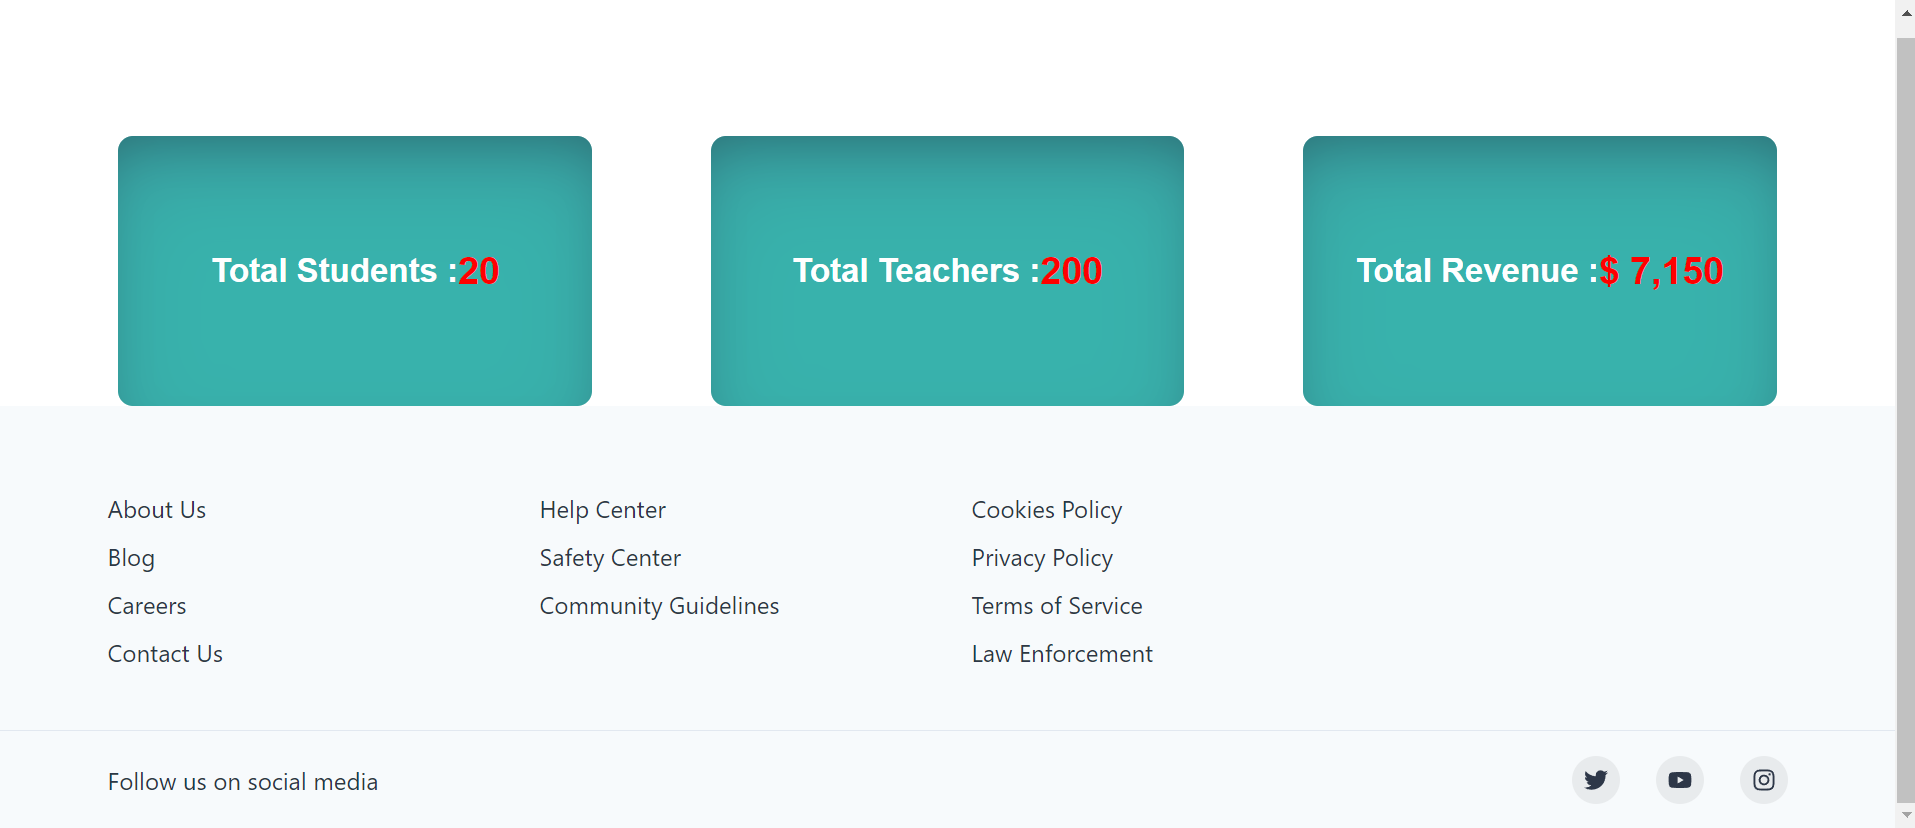 Total Students :20
Total Teachers :200
Total Revenue :$ 7,150
About Us
Blog
Careers
Contact Us
Help Center
Safety Center
Community Guidelines
Cookies Policy
Privacy Policy
Terms of Service
Law Enforcement
Follow us on social media